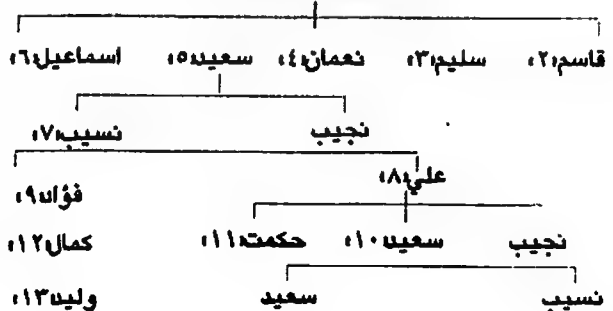 قاسم«٢» سليم«٣» نعمان«٤» سعيد«٥» اسماعيل«٦»
نجيب نسيب«٧»
علي«٨»
فؤاد«٩»
نجيب سعيد«١٠» حكمت«١١» كمال«١٢»
نسيب سعيد وليد«١٣»